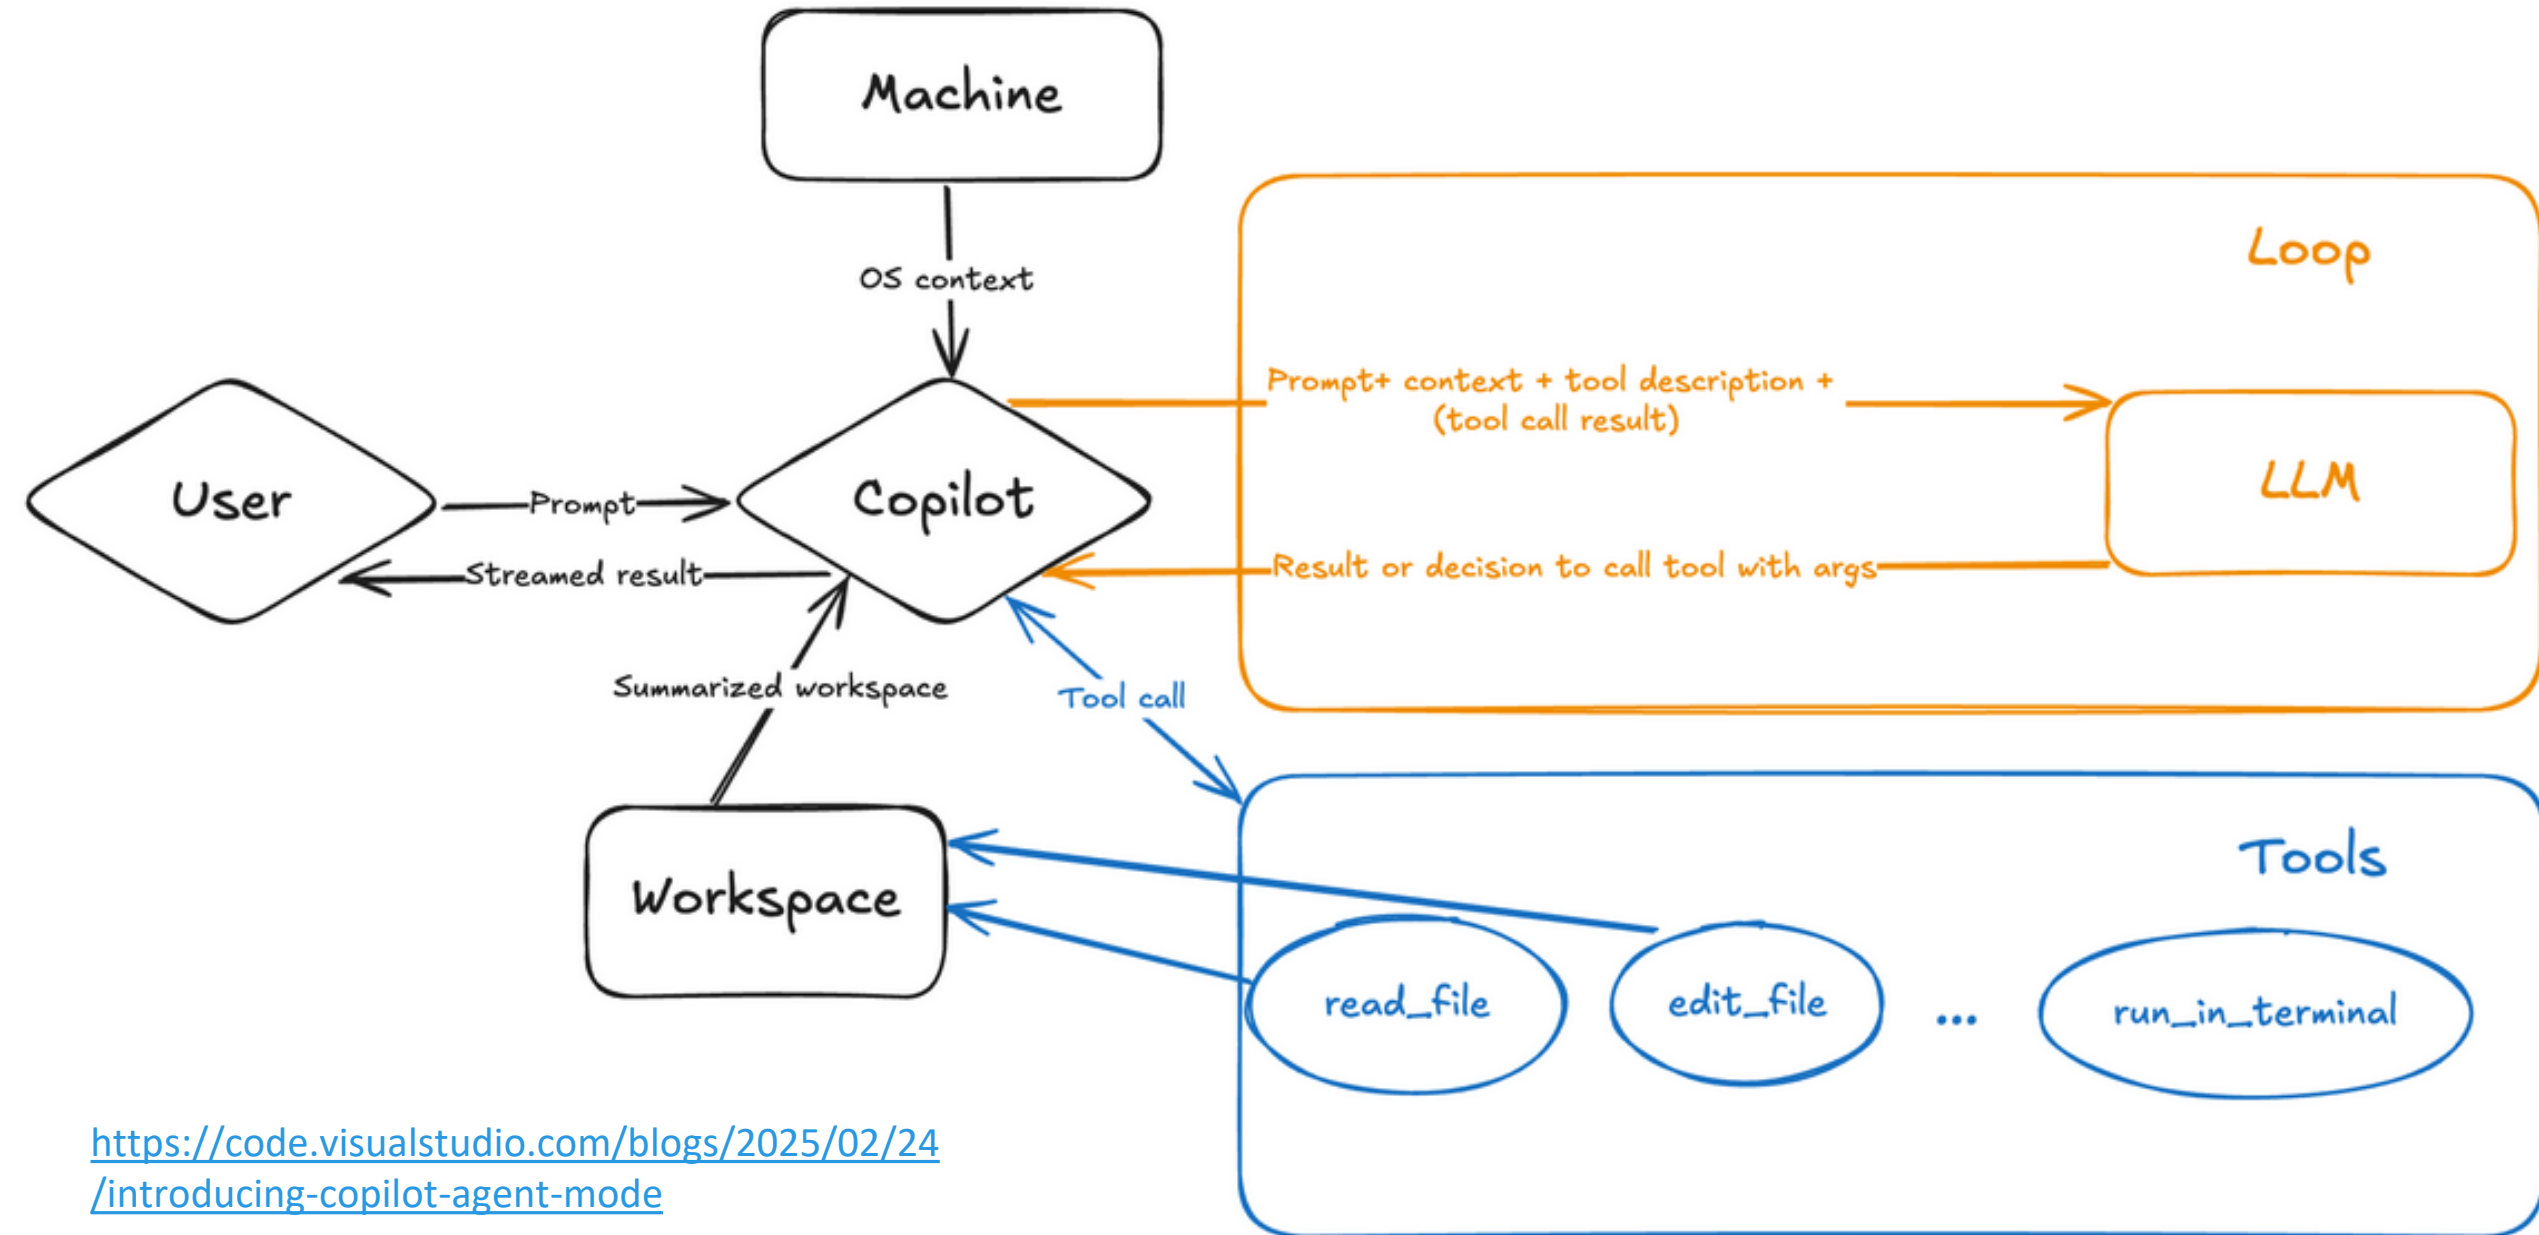 Machine
OS context
Loop
Prompt+ context + tool description +
(tool call result)
User
Prompt
Copilot
LLM
Streamed result
Result or decision to call tool with args
Summarized workspace
Tool call
Workspace
Tools
read_file
edit_file
...
run_in_terminal
https://code.visualstudio.com/blogs/2025/02/24
/introducing-copilot-agent-mode